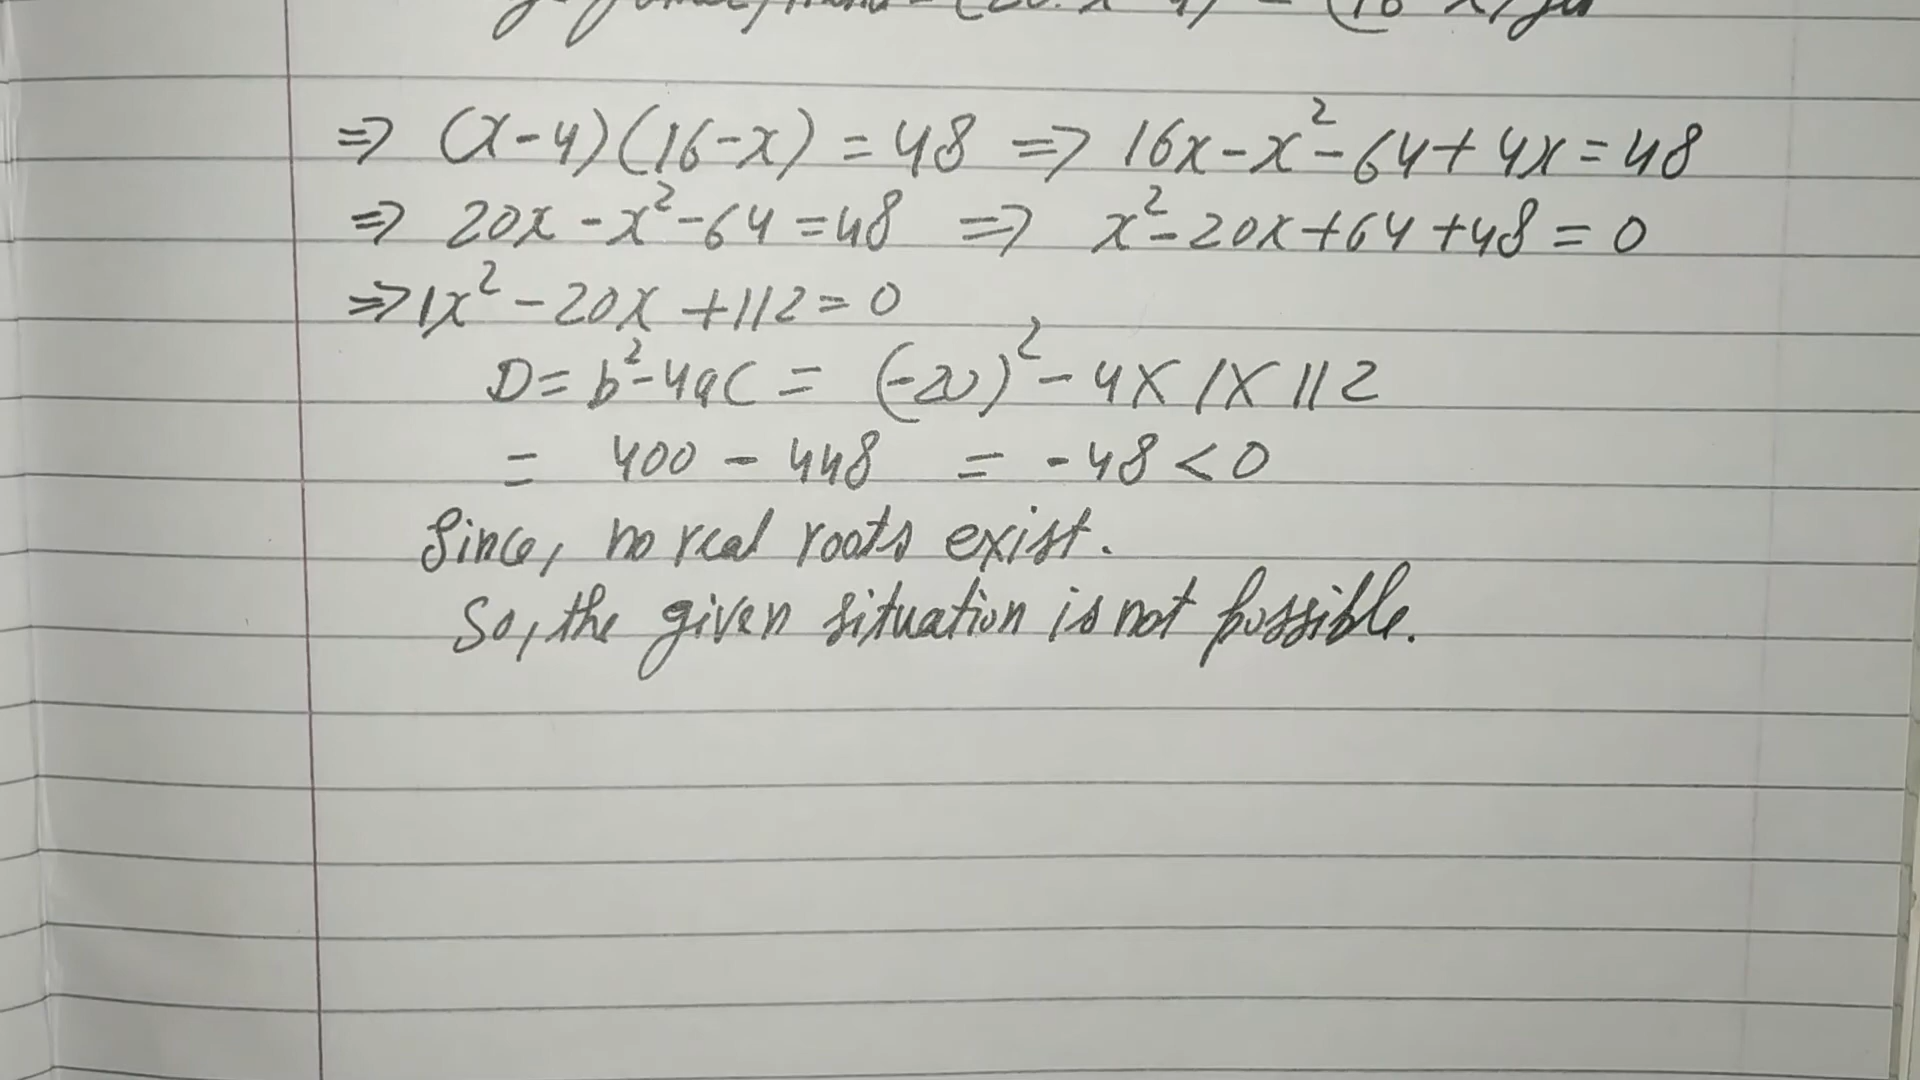 ⇒ (x-4)(16-x) = 48 ⇒ 16x - x² - 64 + 4x = 48
⇒ 20x - x² - 64 = 48 ⇒ x² - 20x + 64 + 48 = 0
⇒ 1x² - 20x + 112 = 0
D = b² - 4ac = (-20)² - 4 × 1 × 112
= 400 - 448 = -48 < 0
Since, no real roots exist.
So, the given situation is not possible.